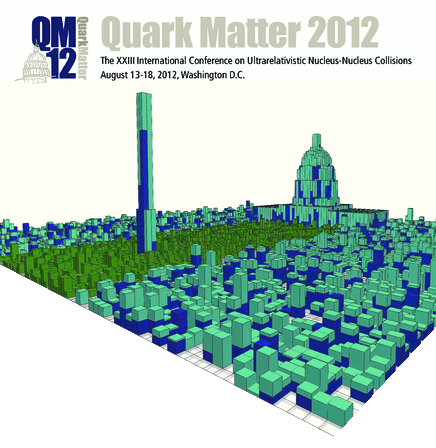 QM
12
Quark Matter
Quark Matter 2012
The XXIII International Conference on Ultrarelativistic Nucleus-Nucleus Collisions
August 13-18, 2012, Washington D.C.